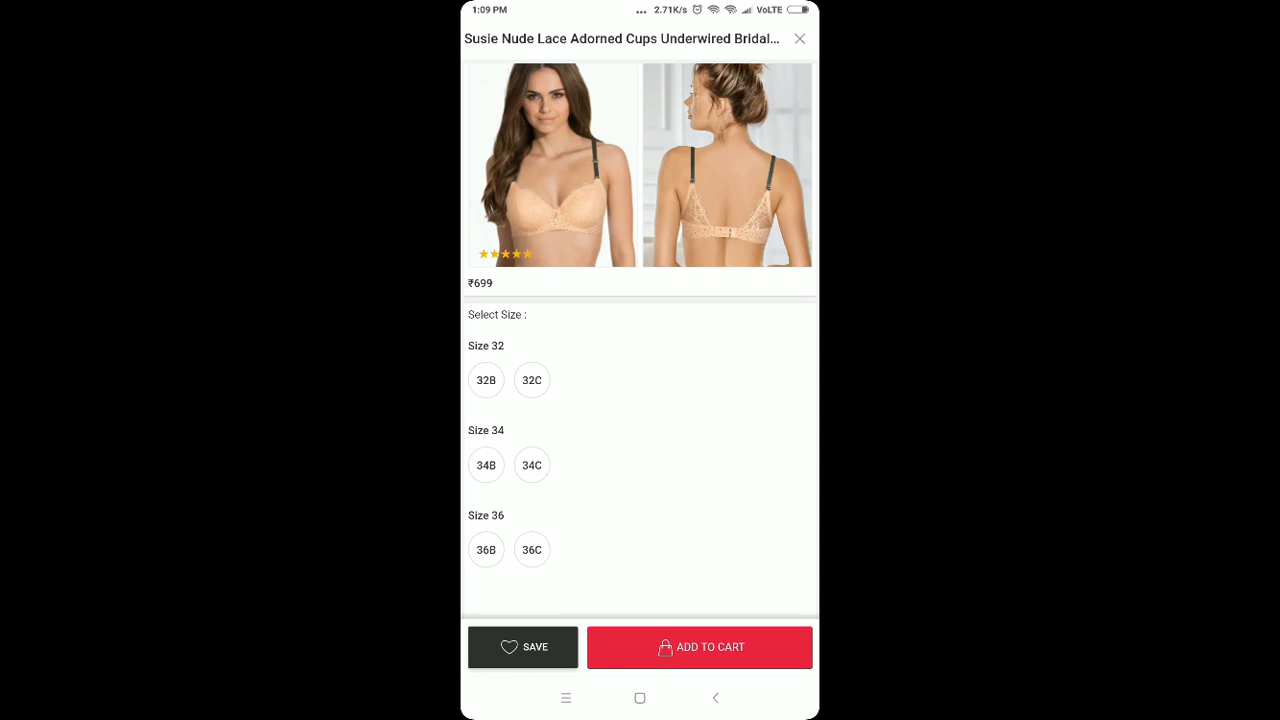 1:09 PM
... 2.71K/s VoLTE
Susie Nude Lace Adorned Cups Underwired Bridal...
₹699
Select Size :
Size 32
32B 32C
Size 34
34B 34C
Size 36
36B 36C
SAVE
ADD TO CART